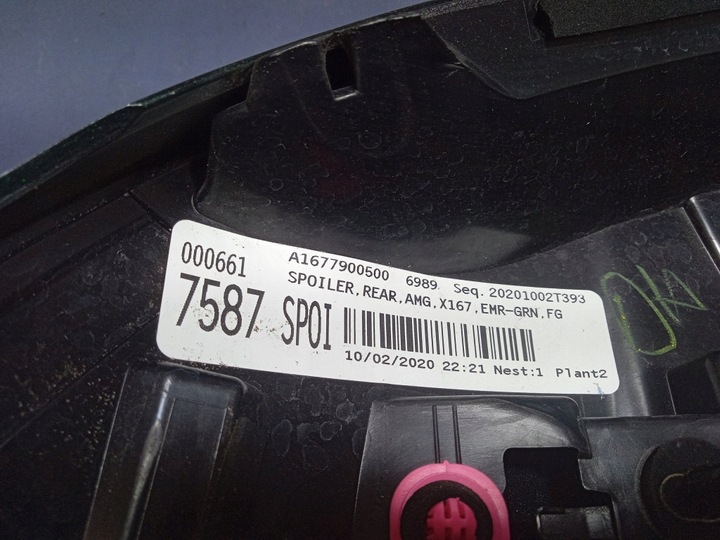 000661 A1677900500 6989 Seq.20201002T393
SPOILER,REAR,AMG,X167,EMR-GRN,FG
7587 SPOI
10/02/2020 22:21 Nest:1 Plant2
OK